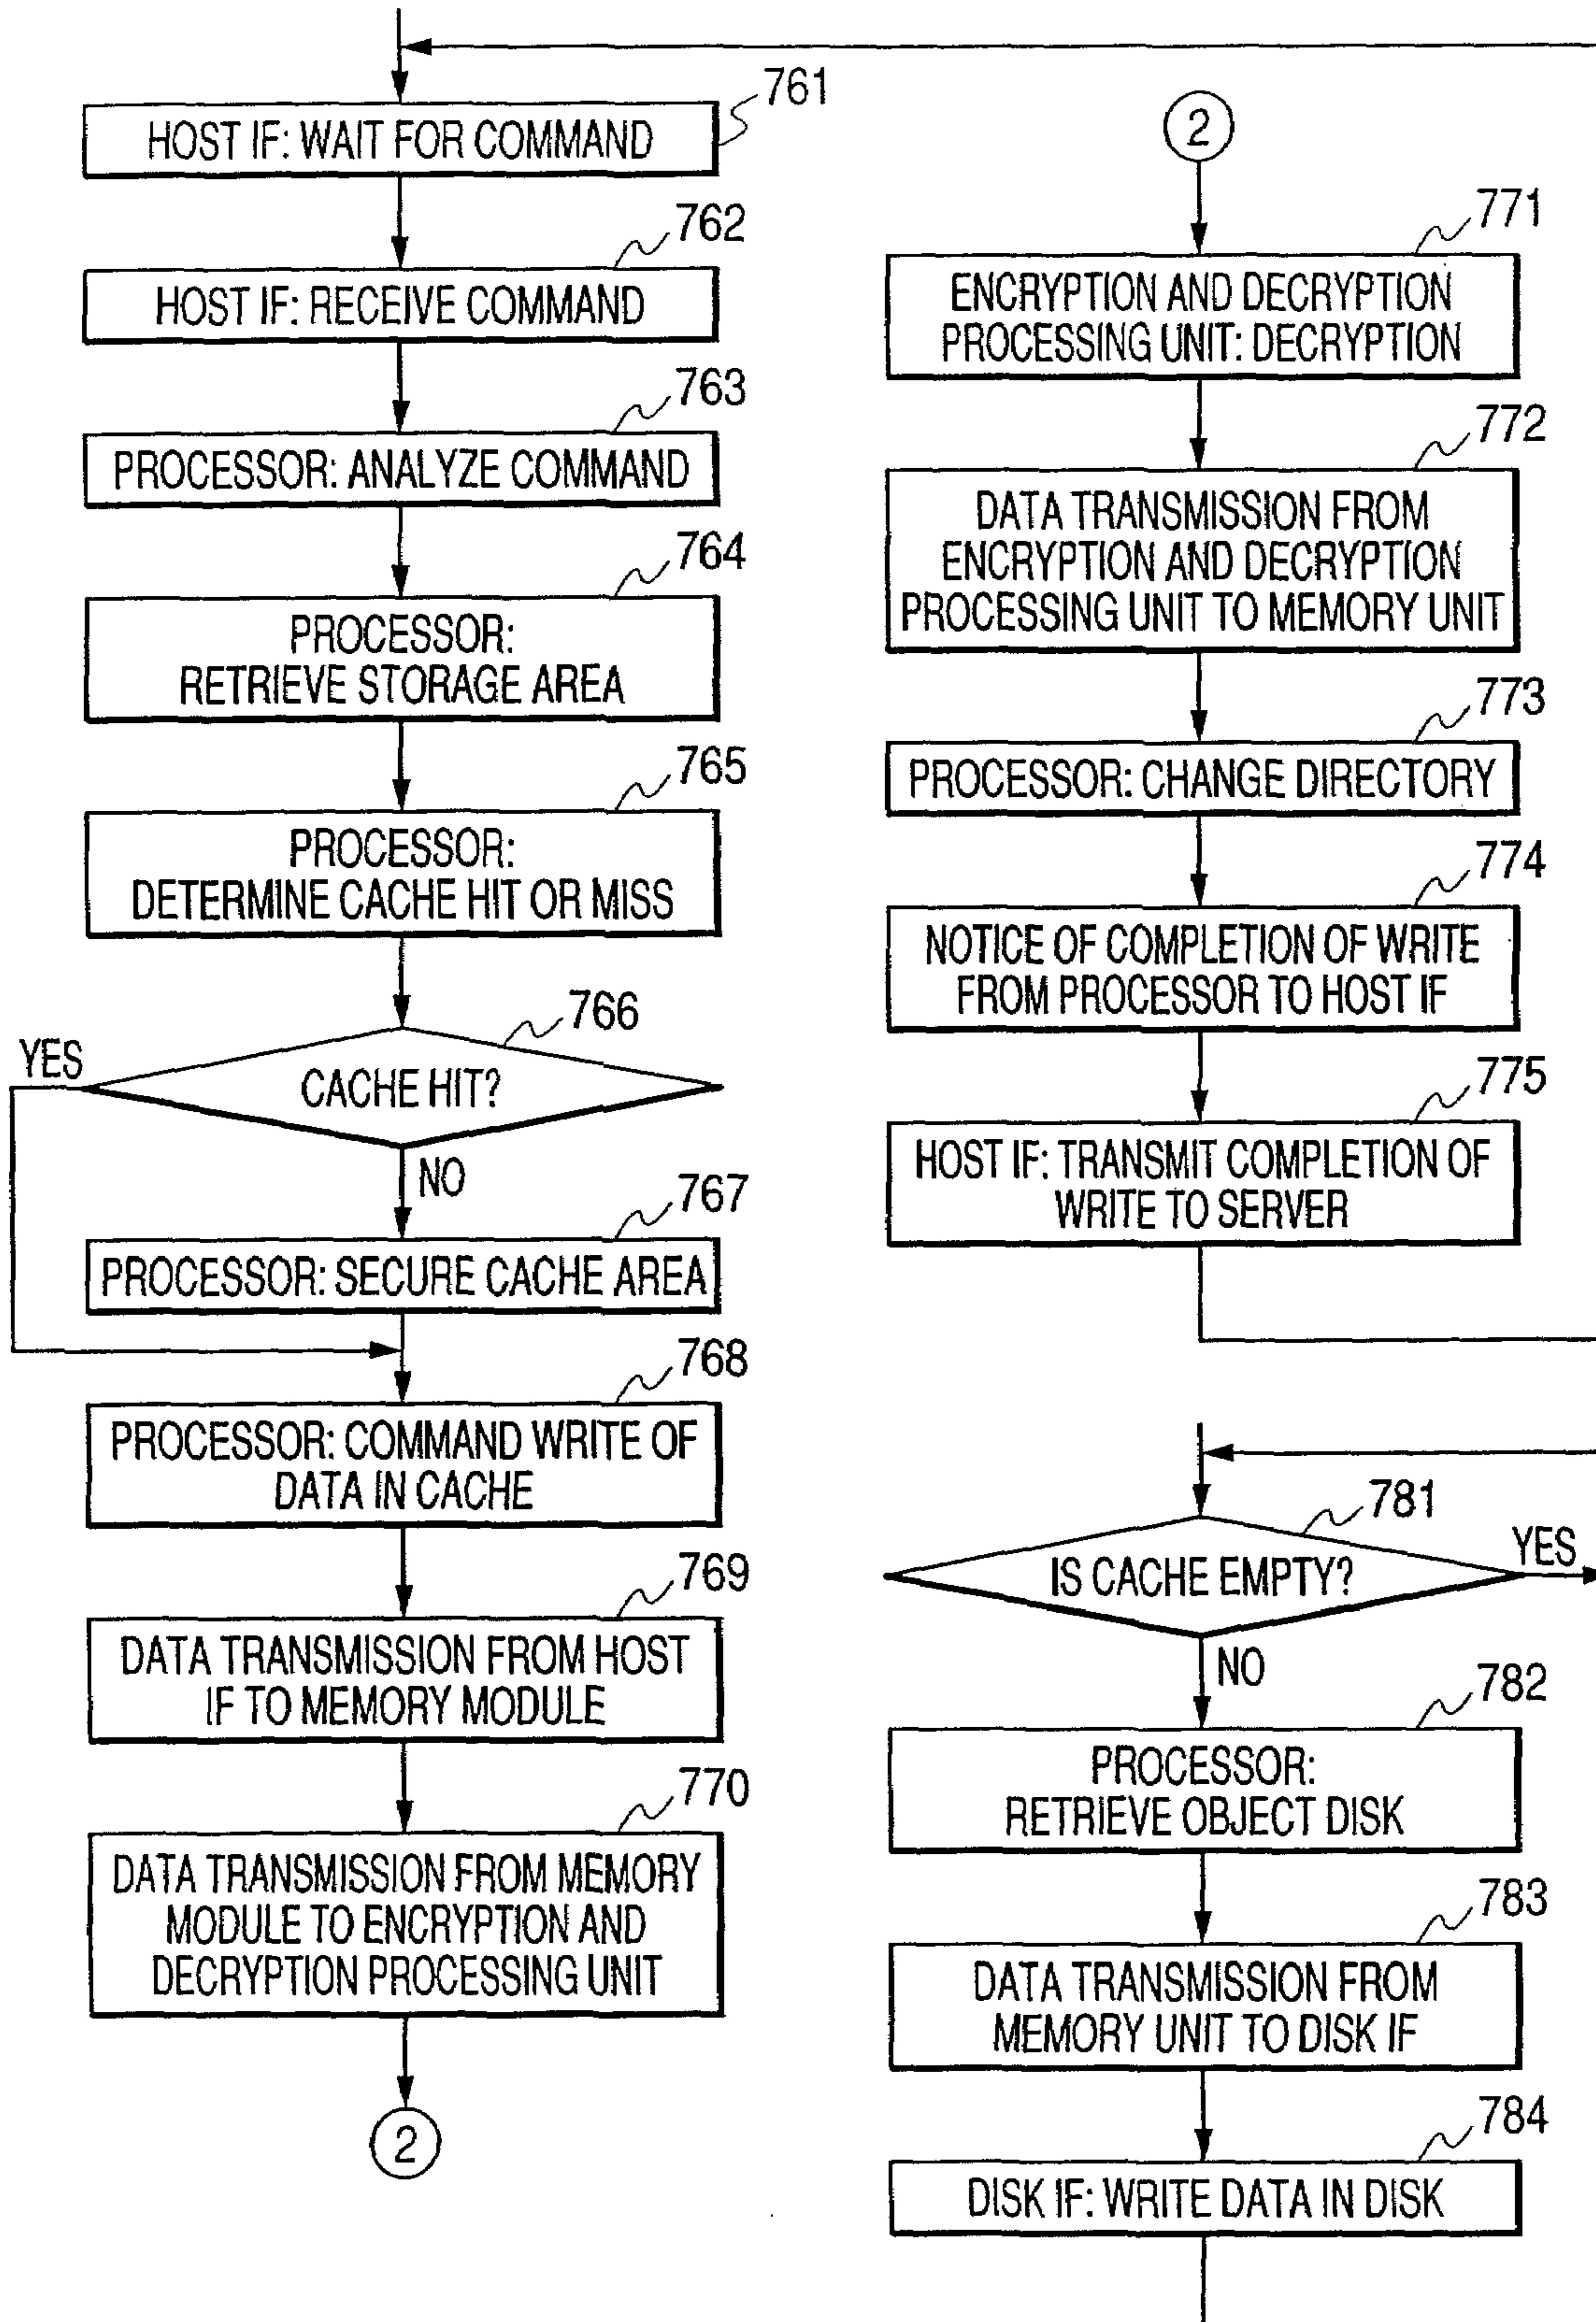 761
HOST IF: WAIT FOR COMMAND
762
HOST IF: RECEIVE COMMAND
763
PROCESSOR: ANALYZE COMMAND
764
PROCESSOR:
RETRIEVE STORAGE AREA
765
PROCESSOR:
DETERMINE CACHE HIT OR MISS
766
YES
CACHE HIT?
NO
767
PROCESSOR: SECURE CACHE AREA
768
PROCESSOR: COMMAND WRITE OF
DATA IN CACHE
769
DATA TRANSMISSION FROM HOST
IF TO MEMORY MODULE
770
DATA TRANSMISSION FROM MEMORY
MODULE TO ENCRYPTION AND
DECRYPTION PROCESSING UNIT
2
2
771
ENCRYPTION AND DECRYPTION
PROCESSING UNIT: DECRYPTION
772
DATA TRANSMISSION FROM
ENCRYPTION AND DECRYPTION
PROCESSING UNIT TO MEMORY UNIT
773
PROCESSOR: CHANGE DIRECTORY
774
NOTICE OF COMPLETION OF WRITE
FROM PROCESSOR TO HOST IF
775
HOST IF: TRANSMIT COMPLETION OF
WRITE TO SERVER
781
IS CACHE EMPTY?
YES
NO
782
PROCESSOR:
RETRIEVE OBJECT DISK
783
DATA TRANSMISSION FROM
MEMORY UNIT TO DISK IF
784
DISK IF: WRITE DATA IN DISK